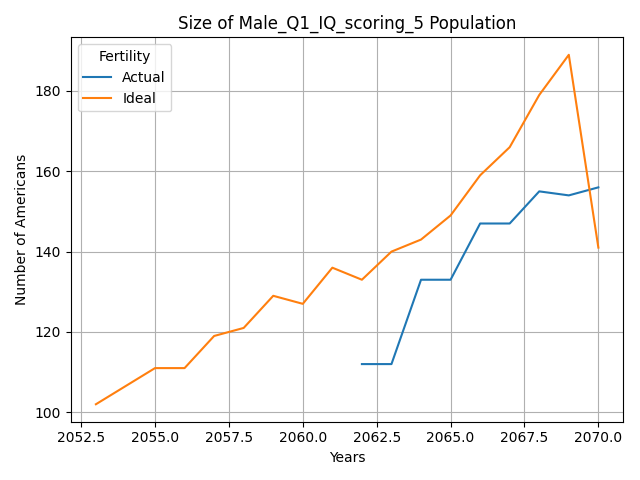 Size of Male_Q1_IQ_scoring_5 Population
Fertility
Actual
Ideal
Number of Americans
180
160
140
120
100
2052.5 2055.0 2057.5 2060.0 2062.5 2065.0 2067.5 2070.0
Years